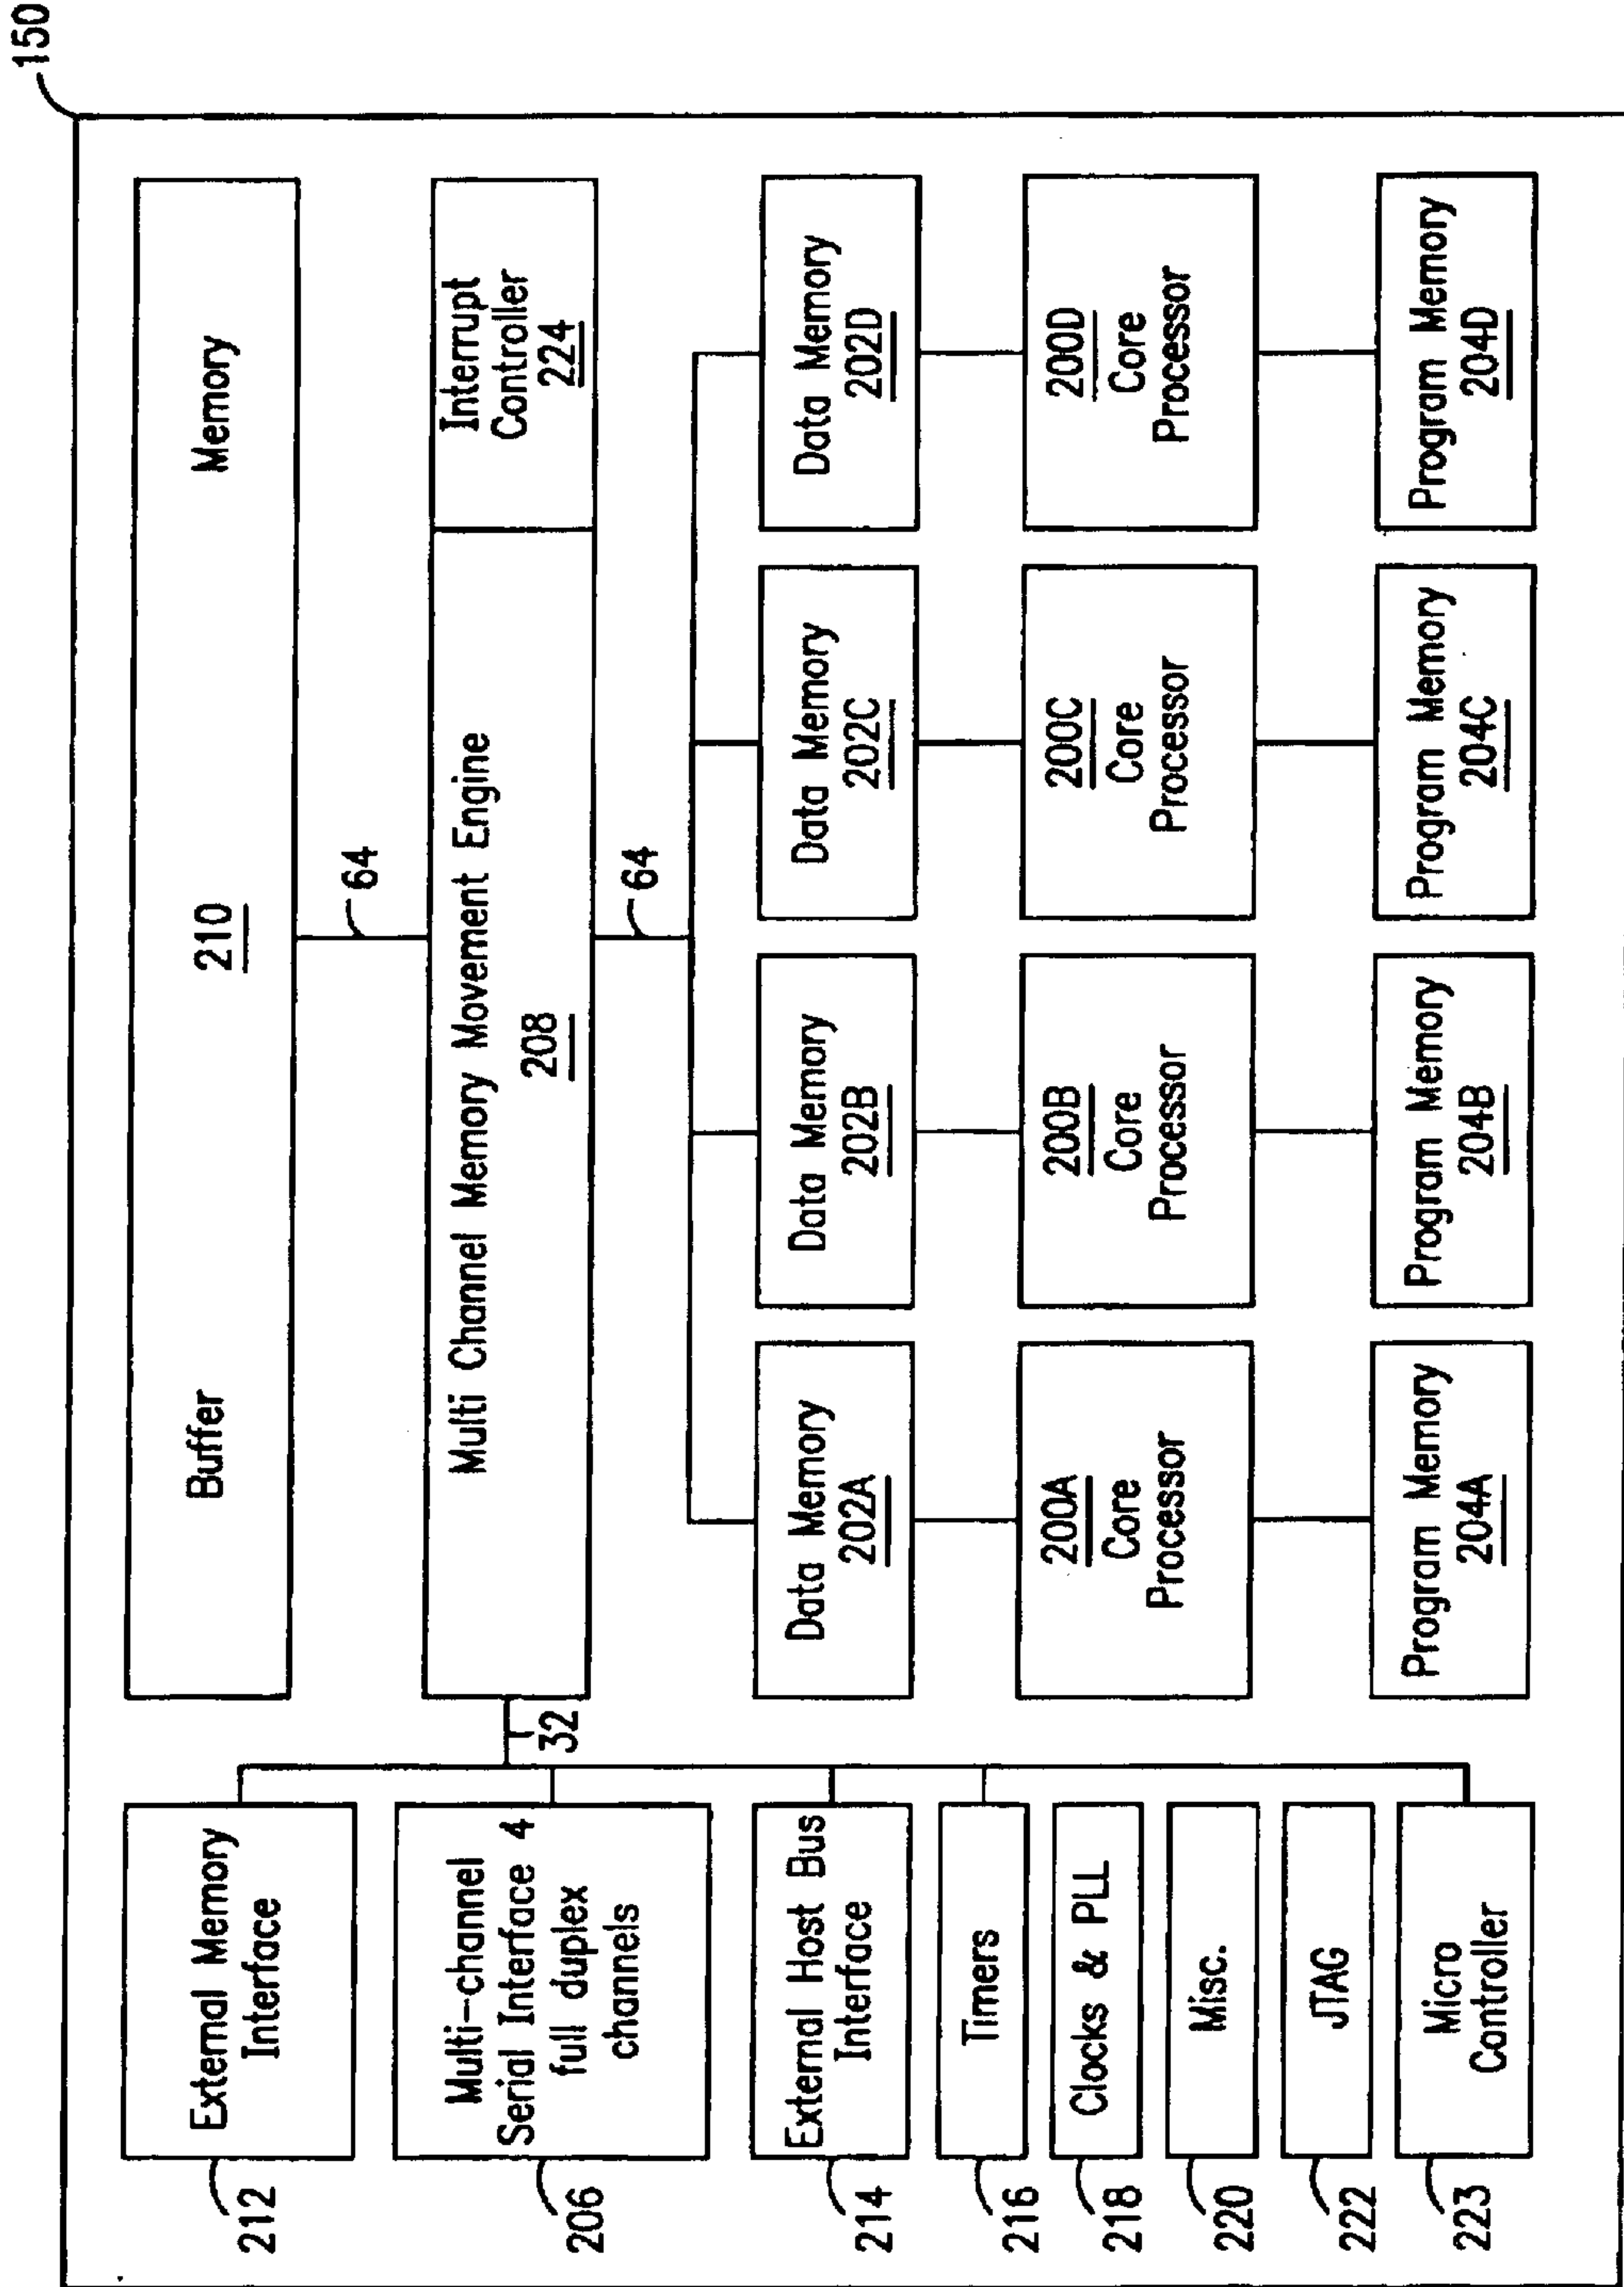 150
Buffer
210
Memory
64
Multi Channel Memory Movement Engine
208
Interrupt
Controller
224
32
64
212
External Memory
Interface
206
Multi-channel
Serial Interface 4
full duplex
channels
214
External Host Bus
Interface
216
Timers
218
Clocks & PLL
220
Misc.
222
JTAG
223
Micro
Controller
Data Memory
202A
Data Memory
202B
Data Memory
202C
Data Memory
202D
200A
Core
Processor
200B
Core
Processor
200C
Core
Processor
200D
Core
Processor
Program Memory
204A
Program Memory
204B
Program Memory
204C
Program Memory
204D